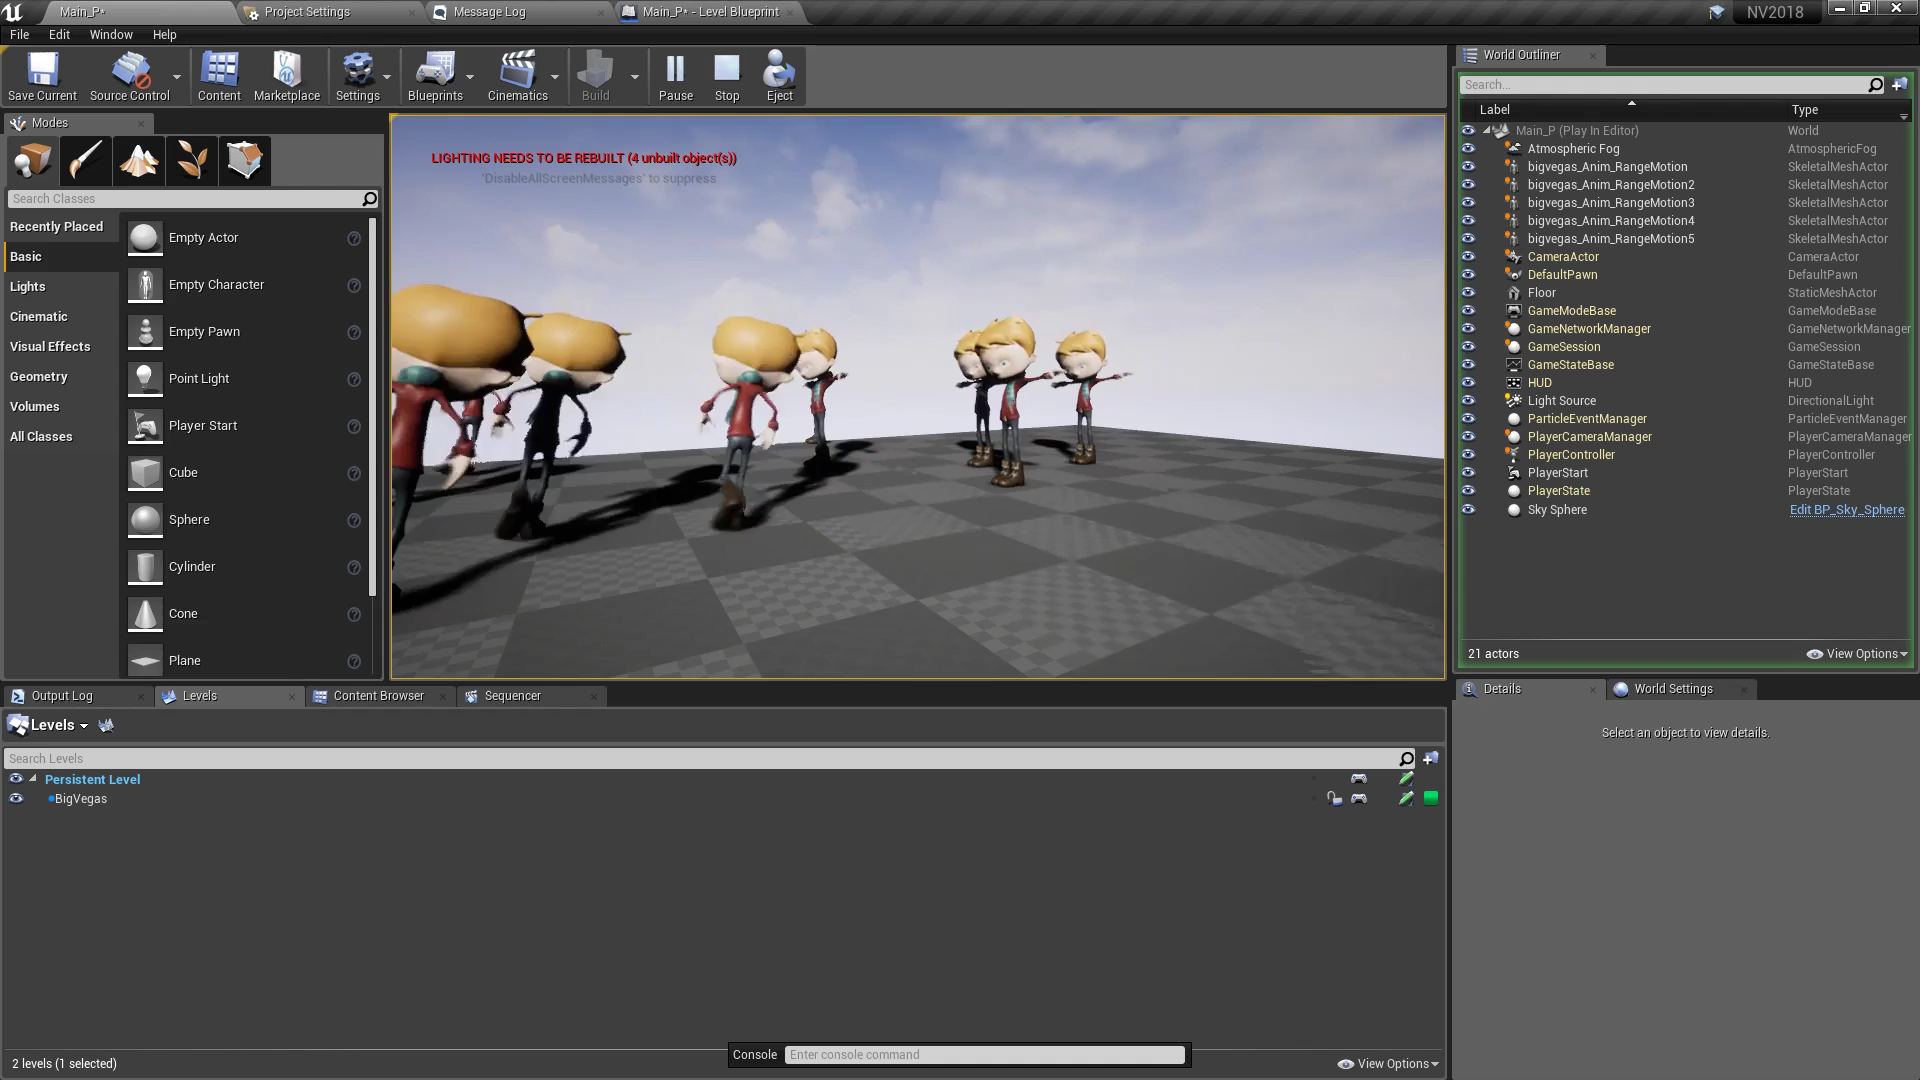 Main_P*
Project Settings
Message Log
Main_P* - Level Blueprint
NV2018
File Edit Window Help
Save Current
Source Control
Content
Marketplace
Settings
Blueprints
Cinematics
Build
Pause
Stop
Eject
Modes
Search Classes
Recently Placed
Basic
Lights
Cinematic
Visual Effects
Geometry
Volumes
All Classes
Empty Actor
Empty Character
Empty Pawn
Point Light
Player Start
Cube
Sphere
Cylinder
Cone
Plane
LIGHTING NEEDS TO BE REBUILT (4 unbuilt object(s))
'DisableAllScreenMessages' to suppress
World Outliner
Search...
Label Type
Main_P (Play In Editor) World
Atmospheric Fog AtmosphericFog
bigvegas_Anim_RangeMotion SkeletalMeshActor
bigvegas_Anim_RangeMotion2 SkeletalMeshActor
bigvegas_Anim_RangeMotion3 SkeletalMeshActor
bigvegas_Anim_RangeMotion4 SkeletalMeshActor
bigvegas_Anim_RangeMotion5 SkeletalMeshActor
CameraActor CameraActor
DefaultPawn DefaultPawn
Floor StaticMeshActor
GameModeBase GameModeBase
GameNetworkManager GameNetworkManager
GameSession GameSession
GameStateBase GameStateBase
HUD HUD
Light Source DirectionalLight
ParticleEventManager ParticleEventManager
PlayerCameraManager PlayerCameraManager
PlayerController PlayerController
PlayerStart PlayerStart
PlayerState PlayerState
Sky Sphere Edit BP_Sky_Sphere
21 actors
View Options
Output Log
Levels
Content Browser
Sequencer
Levels
Search Levels
Persistent Level
BigVegas
2 levels (1 selected)
Console Enter console command
View Options
Details
World Settings
Select an object to view details.